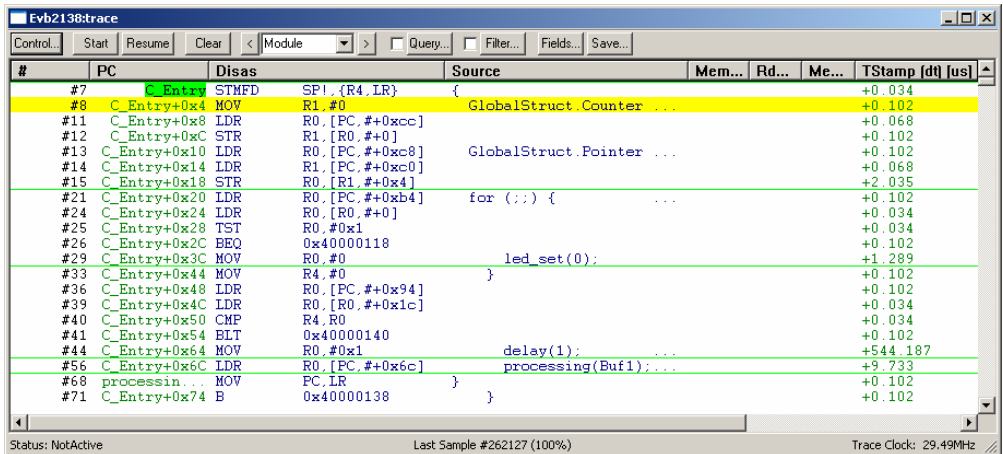 Evb2138:trace
Control... Start Resume Clear < Module > Query... Filter... Fields... Save...
# PC Disas Source Mem... Rd... Me... TStamp [dt] [us]
#7 C_Entry STMFD SP!,{R4,LR} { +0.034
#8 C_Entry+0x4 MOV R1,#0 GlobalStruct.Counter ... +0.102
#11 C_Entry+0x8 LDR R0,[PC,#+0xcc] +0.068
#12 C_Entry+0xC STR R1,[R0,#+0] +0.102
#13 C_Entry+0x10 LDR R0,[PC,#+0xc8] GlobalStruct.Pointer ... +0.102
#14 C_Entry+0x14 LDR R1,[PC,#+0xc0] +0.068
#15 C_Entry+0x18 STR R0,[R1,#+0x4] +2.035
#21 C_Entry+0x20 LDR R0,[PC,#+0xb4] for (;;) { ... +0.102
#24 C_Entry+0x24 LDR R0,[R0,#+0] +0.034
#25 C_Entry+0x28 TST R0,#0x1 +0.034
#26 C_Entry+0x2C BEQ 0x40000118 +0.102
#29 C_Entry+0x3C MOV R0,#0 led_set(0); +1.289
#33 C_Entry+0x44 MOV R4,#0 } +0.102
#36 C_Entry+0x48 LDR R0,[PC,#+0x94] +0.102
#39 C_Entry+0x4C LDR R0,[R0,#+0x1c] +0.034
#40 C_Entry+0x50 CMP R4,R0 +0.034
#41 C_Entry+0x54 BLT 0x40000140 +0.102
#44 C_Entry+0x64 MOV R0,#0x1 delay(1); ... +544.187
#56 C_Entry+0x6C LDR R0,[PC,#+0x6c] processing(Buf1);... +9.733
#68 processin... MOV PC,LR } +0.102
#71 C_Entry+0x74 B 0x40000138 } +0.102
Status: NotActive Last Sample #262127 (100%) Trace Clock: 29.49MHz